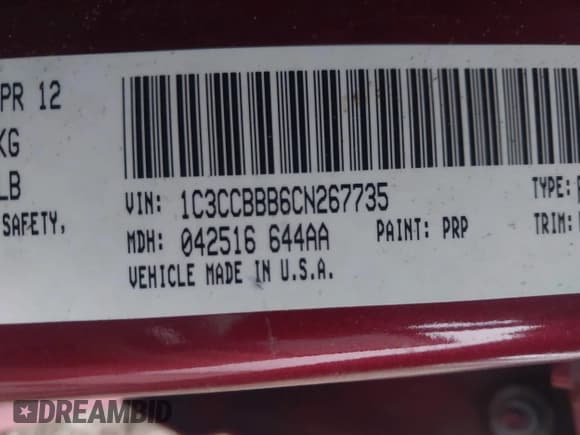 PR 12
KG
LB
SAFETY,
VIN: 1C3CCBBB6CN267735
TYPE:
MDH: 042516 644AA
PAINT: PRP
TRIM:
VEHICLE MADE IN U.S.A.
DREAMBID